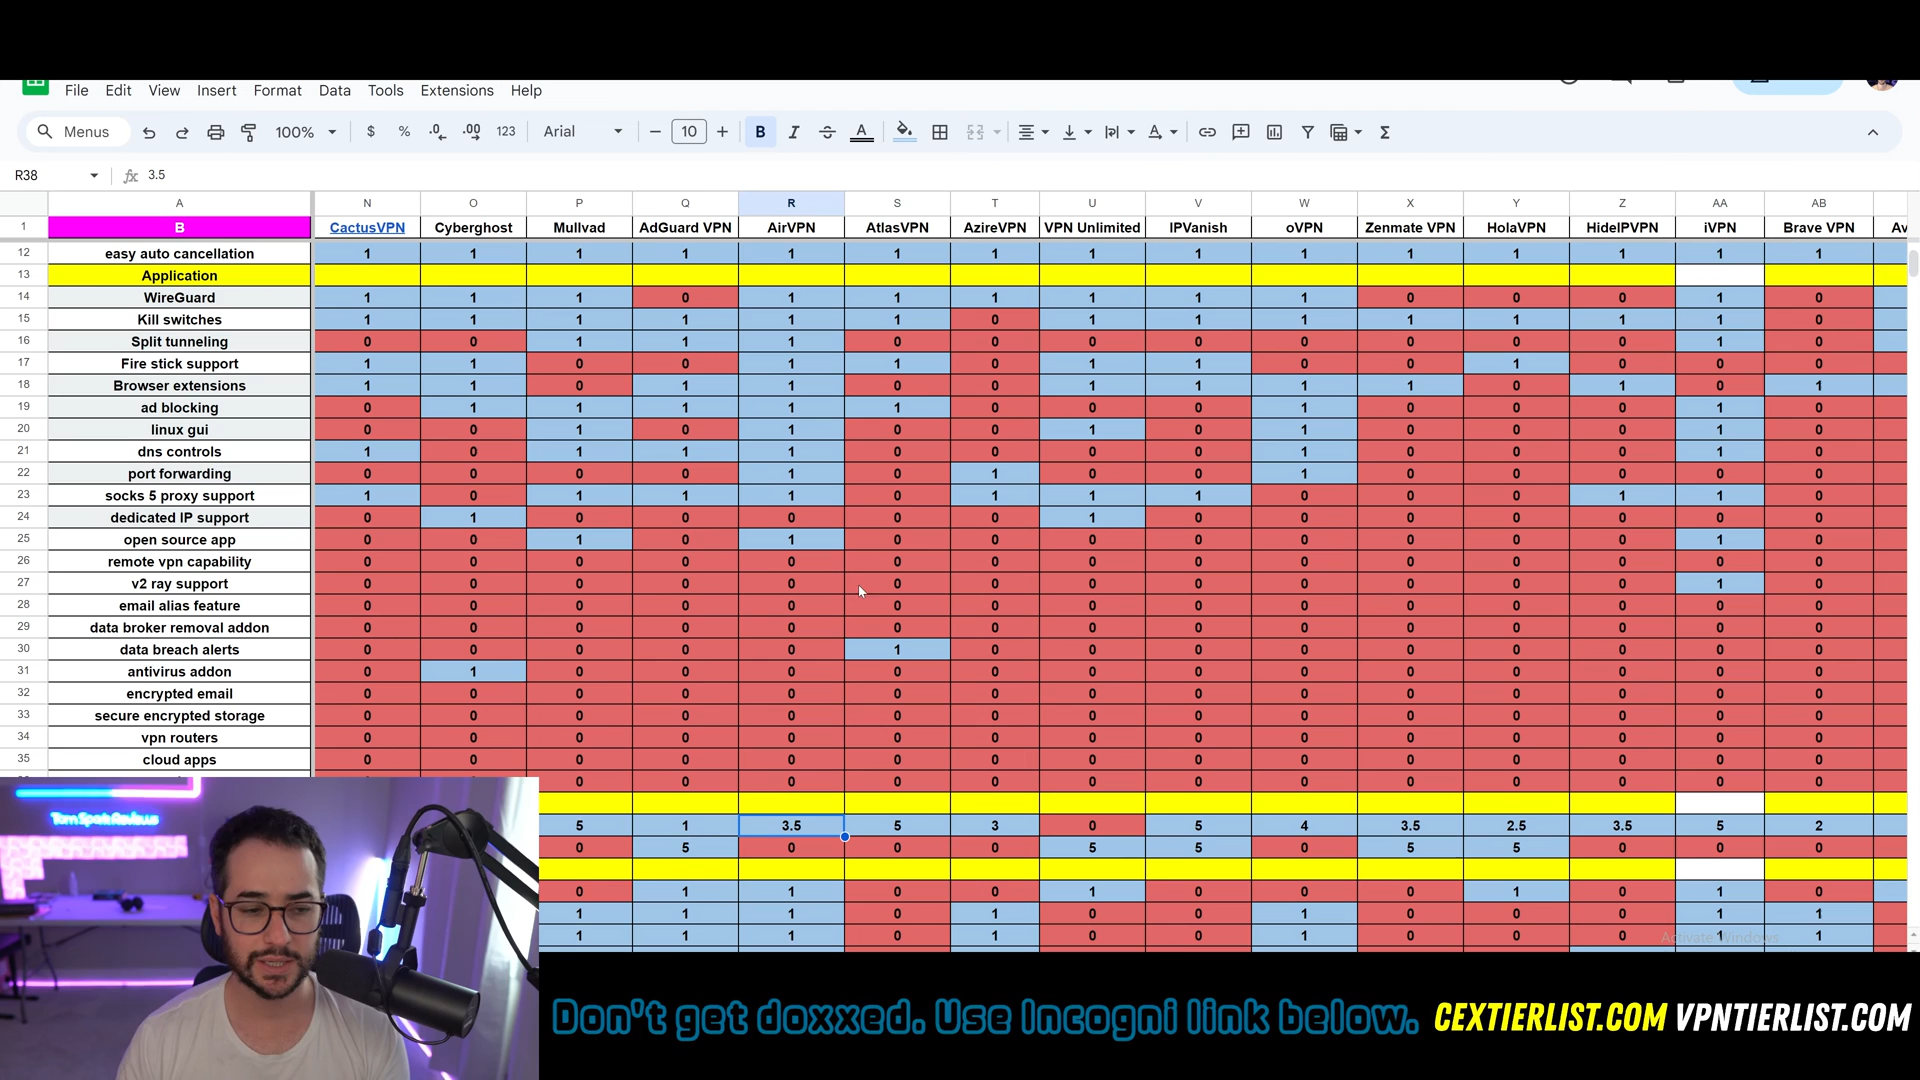 File Edit View Insert Format Data Tools Extensions Help
Menus 100% $ % .0 .00 123 Arial 10 B I A
R38 fx 3.5
A N O P Q R S T U V W X Y Z AA AB
1 B CactusVPN Cyberghost Mullvad AdGuard VPN AirVPN AtlasVPN AzireVPN VPN Unlimited IPVanish oVPN Zenmate VPN HolaVPN HideIPVPN iVPN Brave VPN Av
12 easy auto cancellation 1 1 1 1 1 1 1 1 1 1 1 1 1 1 1
13 Application
14 WireGuard 1 1 1 0 1 1 1 1 1 1 0 0 0 1 0
15 Kill switches 1 1 1 1 1 1 0 1 1 1 1 1 1 1 0
16 Split tunneling 0 0 1 1 1 0 0 0 0 0 0 0 0 1 0
17 Fire stick support 1 1 0 0 1 1 0 1 1 0 0 1 0 0 0
18 Browser extensions 1 1 0 1 1 0 0 1 1 1 1 0 1 0 1
19 ad blocking 0 1 1 1 1 1 0 0 0 1 0 0 0 1 0
20 linux gui 0 0 1 0 1 0 0 1 0 1 0 0 0 1 0
21 dns controls 1 0 1 1 1 0 0 0 0 1 0 0 0 1 0
22 port forwarding 0 0 0 0 1 0 1 0 0 1 0 0 0 0 0
23 socks 5 proxy support 1 0 1 1 1 0 1 1 1 0 0 0 1 1 0
24 dedicated IP support 0 1 0 0 0 0 0 1 0 0 0 0 0 0 0
25 open source app 0 0 1 0 1 0 0 0 0 0 0 0 0 1 0
26 remote vpn capability 0 0 0 0 0 0 0 0 0 0 0 0 0 0 0
27 v2 ray support 0 0 0 0 0 0 0 0 0 0 0 0 0 1 0
28 email alias feature 0 0 0 0 0 0 0 0 0 0 0 0 0 0 0
29 data broker removal addon 0 0 0 0 0 0 0 0 0 0 0 0 0 0 0
30 data breach alerts 0 0 0 0 0 1 0 0 0 0 0 0 0 0 0
31 antivirus addon 0 1 0 0 0 0 0 0 0 0 0 0 0 0 0
32 encrypted email 0 0 0 0 0 0 0 0 0 0 0 0 0 0 0
33 secure encrypted storage 0 0 0 0 0 0 0 0 0 0 0 0 0 0 0
34 vpn routers 0 0 0 0 0 0 0 0 0 0 0 0 0 0 0
35 cloud apps 0 0 0 0 0 0 0 0 0 0 0 0 0 0 0
0 0 0 0 0 0 0 0 0 0 0 0 0
5 1 3.5 5 3 0 5 4 3.5 2.5 3.5 5 2
0 5 0 0 0 5 5 0 5 5 0 0 0
0 1 1 0 0 1 0 0 0 1 0 1 0
1 1 1 0 1 0 0 1 0 0 0 1 1
1 1 1 0 1 0 0 1 0 0 0 1 1
Activate Windows
Tom Spark Reviews
Don't get doxxed. Use Incogni link below. CEXTIERLIST.COM VPNTIERLIST.COM